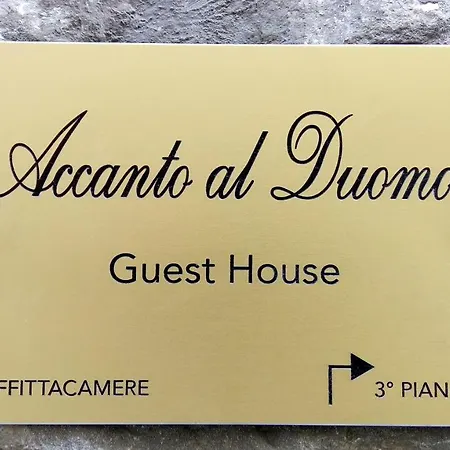 Accanto al Duomo
Guest House
FFITTACAMERE
3° PIAN